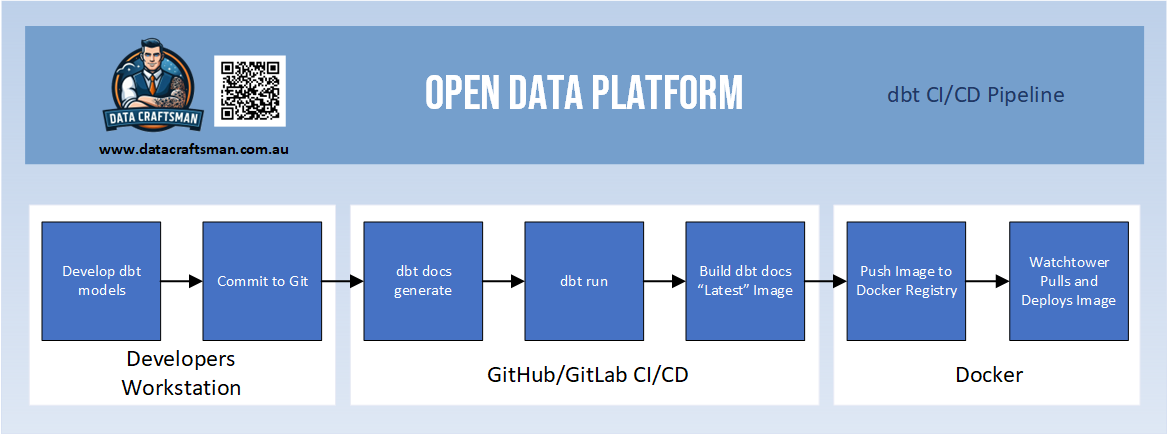 DATA CRAFTSMAN
www.datacraftsman.com.au
OPEN DATA PLATFORM
dbt CI/CD Pipeline
Develop dbt
models
Commit to Git
dbt docs
generate
dbt run
Build dbt docs
“Latest” Image
Push Image to
Docker Registry
Watchtower
Pulls and
Deploys Image
Developers
Workstation
GitHub/GitLab CI/CD
Docker